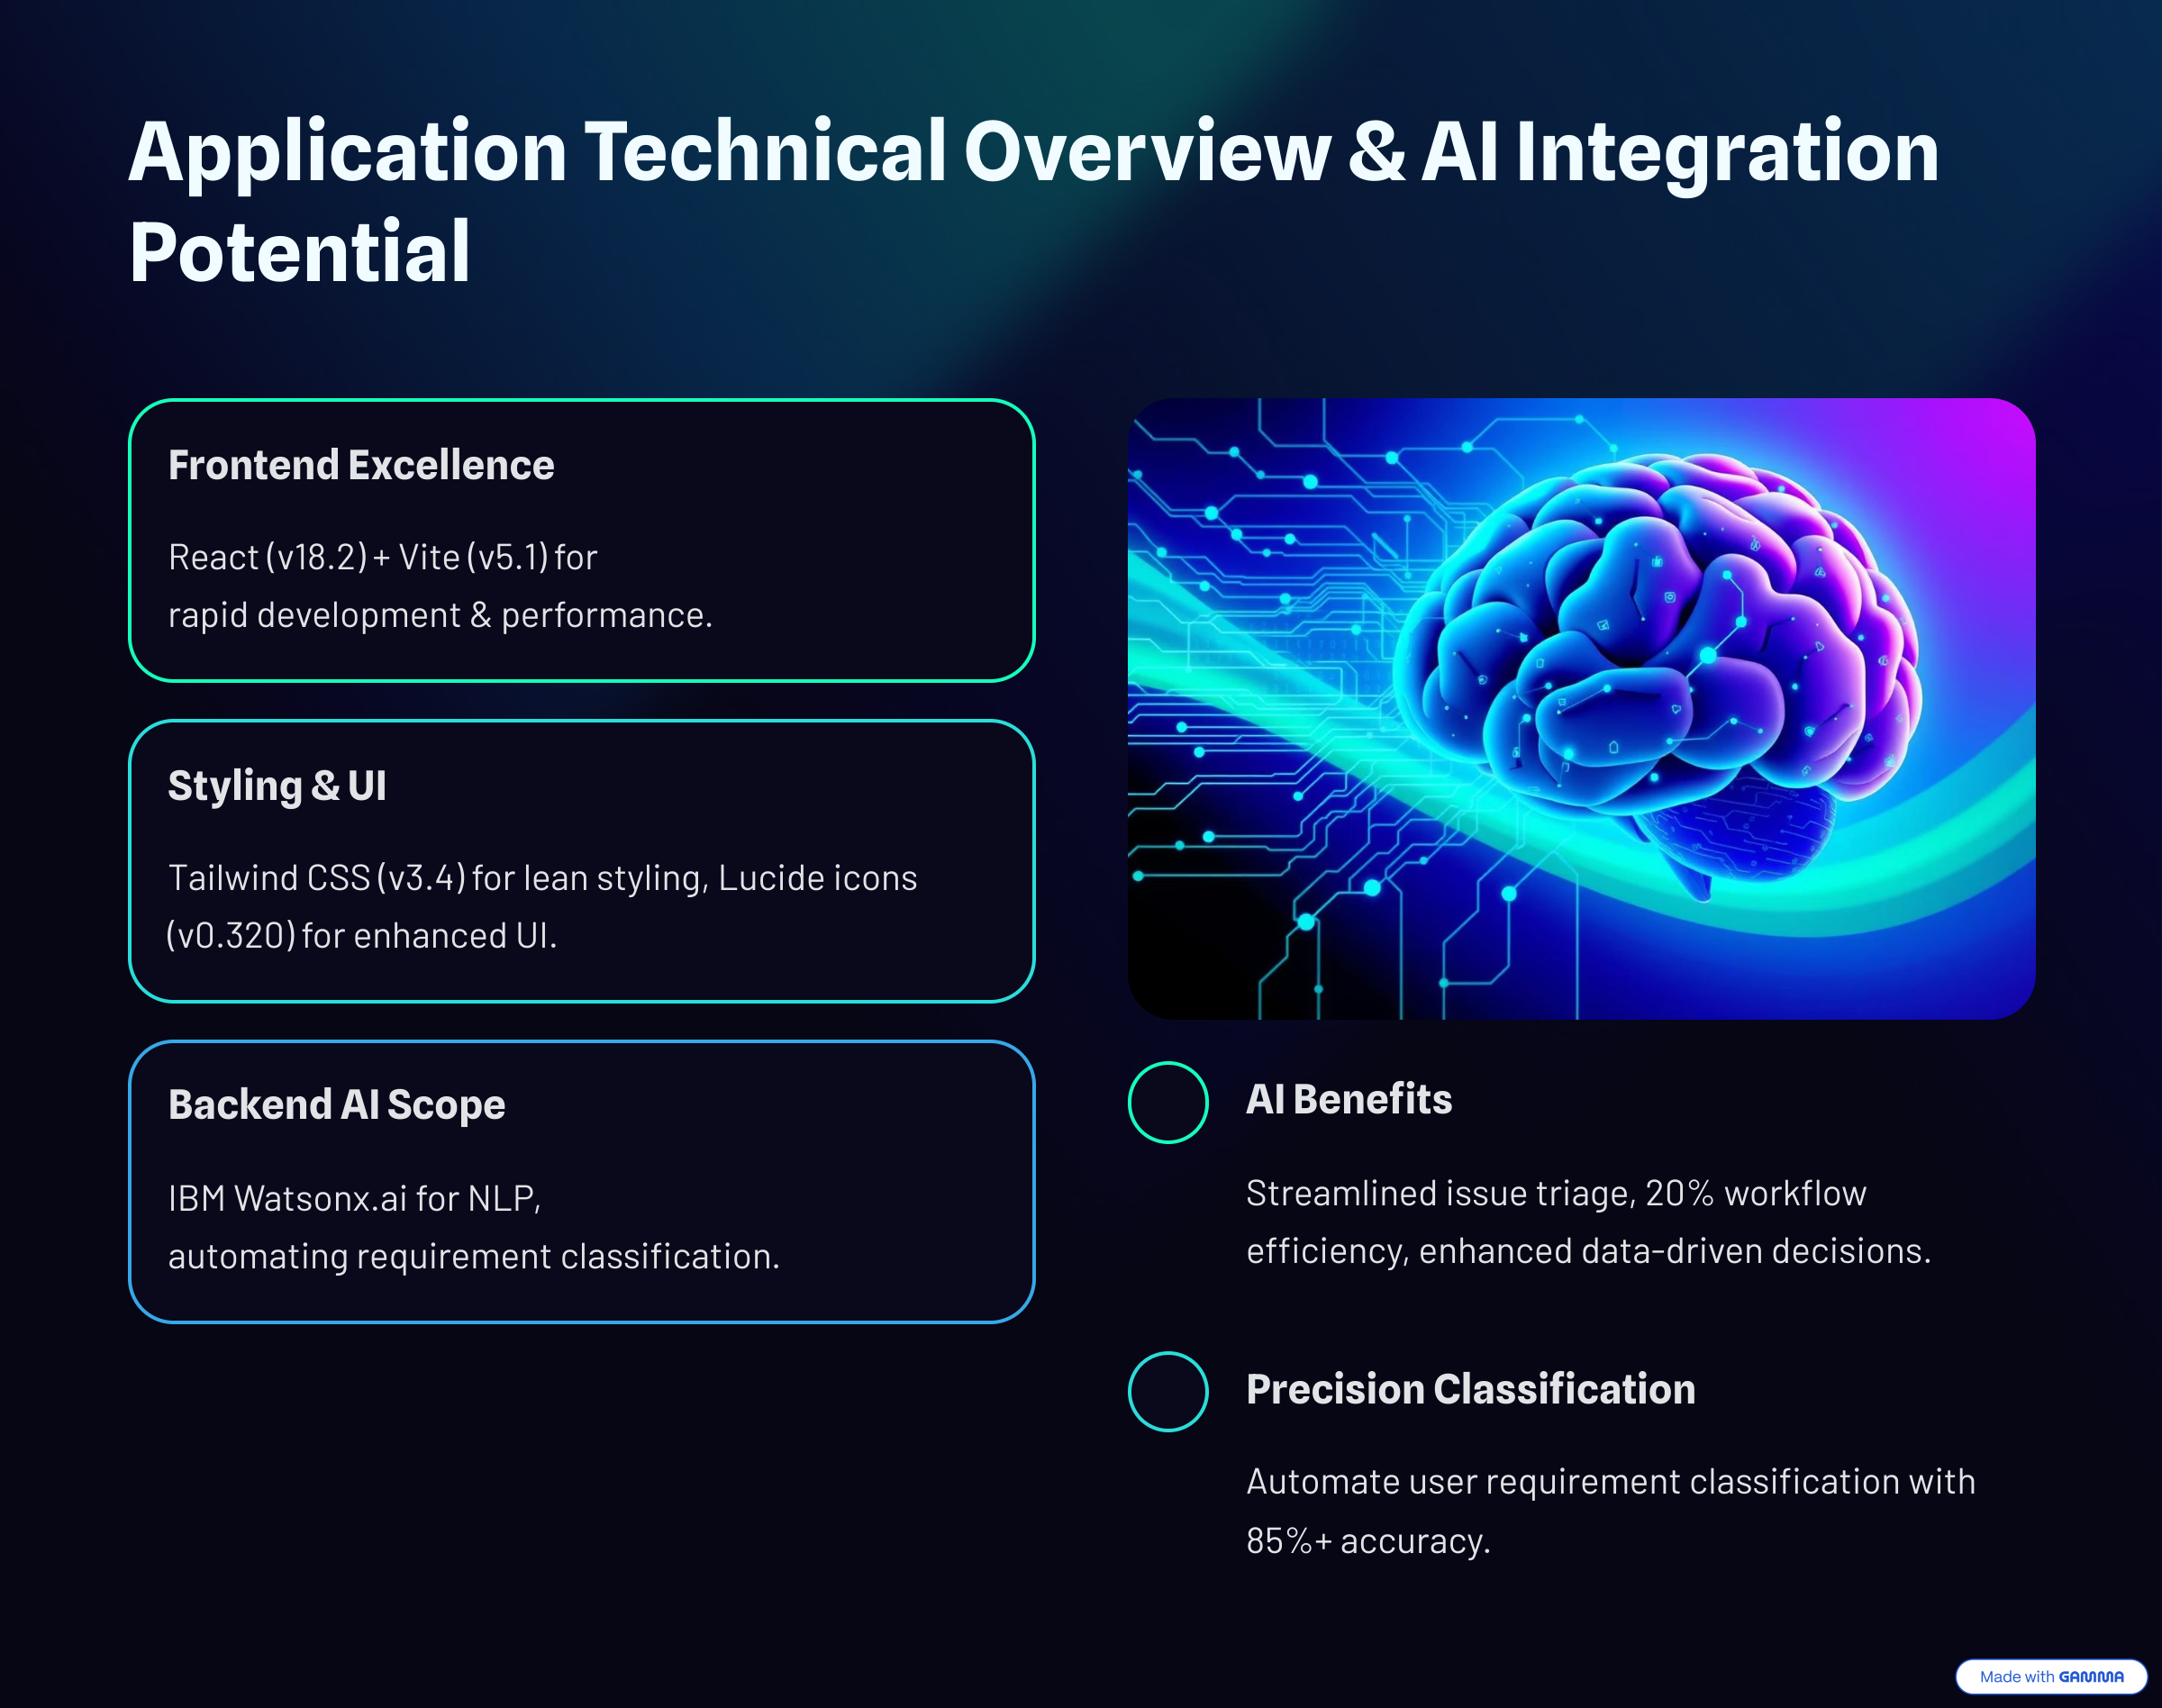 Application Technical Overview & AI Integration
Potential
Frontend Excellence
React (v18.2) + Vite (v5.1) for
rapid development & performance.
Styling & UI
Tailwind CSS (v3.4) for lean styling, Lucide icons
(v0.320) for enhanced UI.
Backend AI Scope
IBM Watsonx.ai for NLP,
automating requirement classification.
AI Benefits
Streamlined issue triage, 20% workflow
efficiency, enhanced data-driven decisions.
Precision Classification
Automate user requirement classification with
85%+ accuracy.
Made with GAMMA